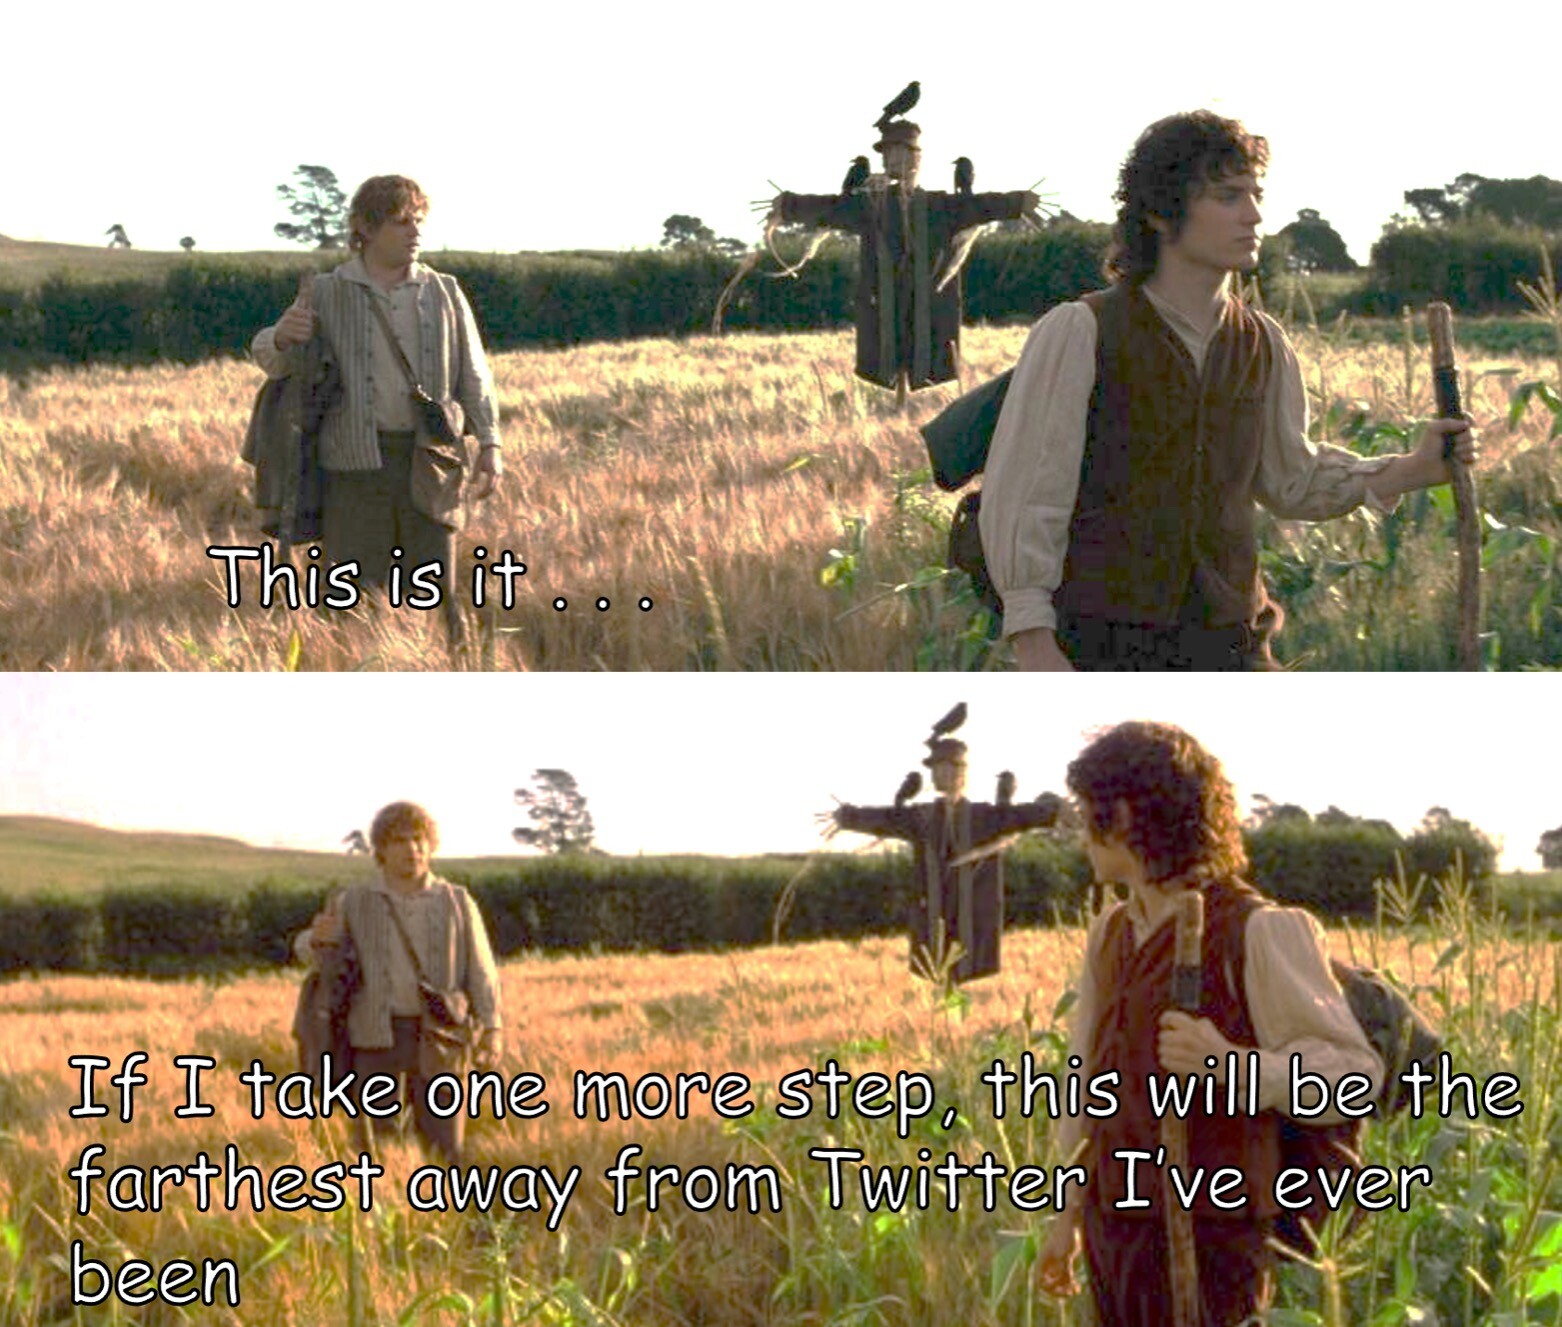 This is it . . .
If I take one more step, this will be the
farthest away from Twitter I've ever
been